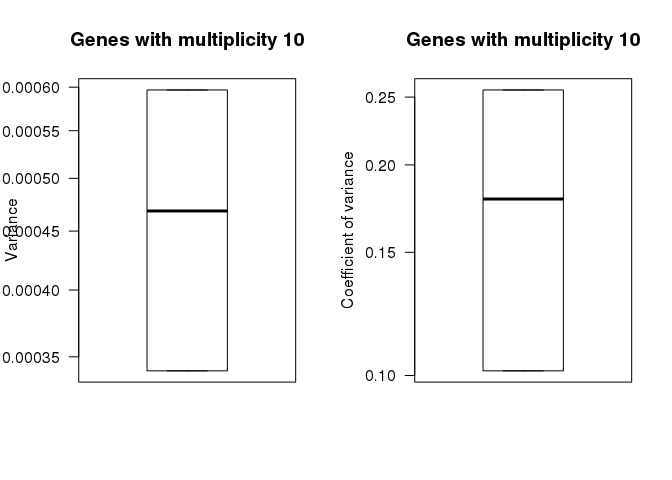 Genes with multiplicity 10
0.00060
0.00055
0.00050
0.00045
0.00040
0.00035
Variance
Genes with multiplicity 10
0.25
0.20
0.15
0.10
Coefficient of variance